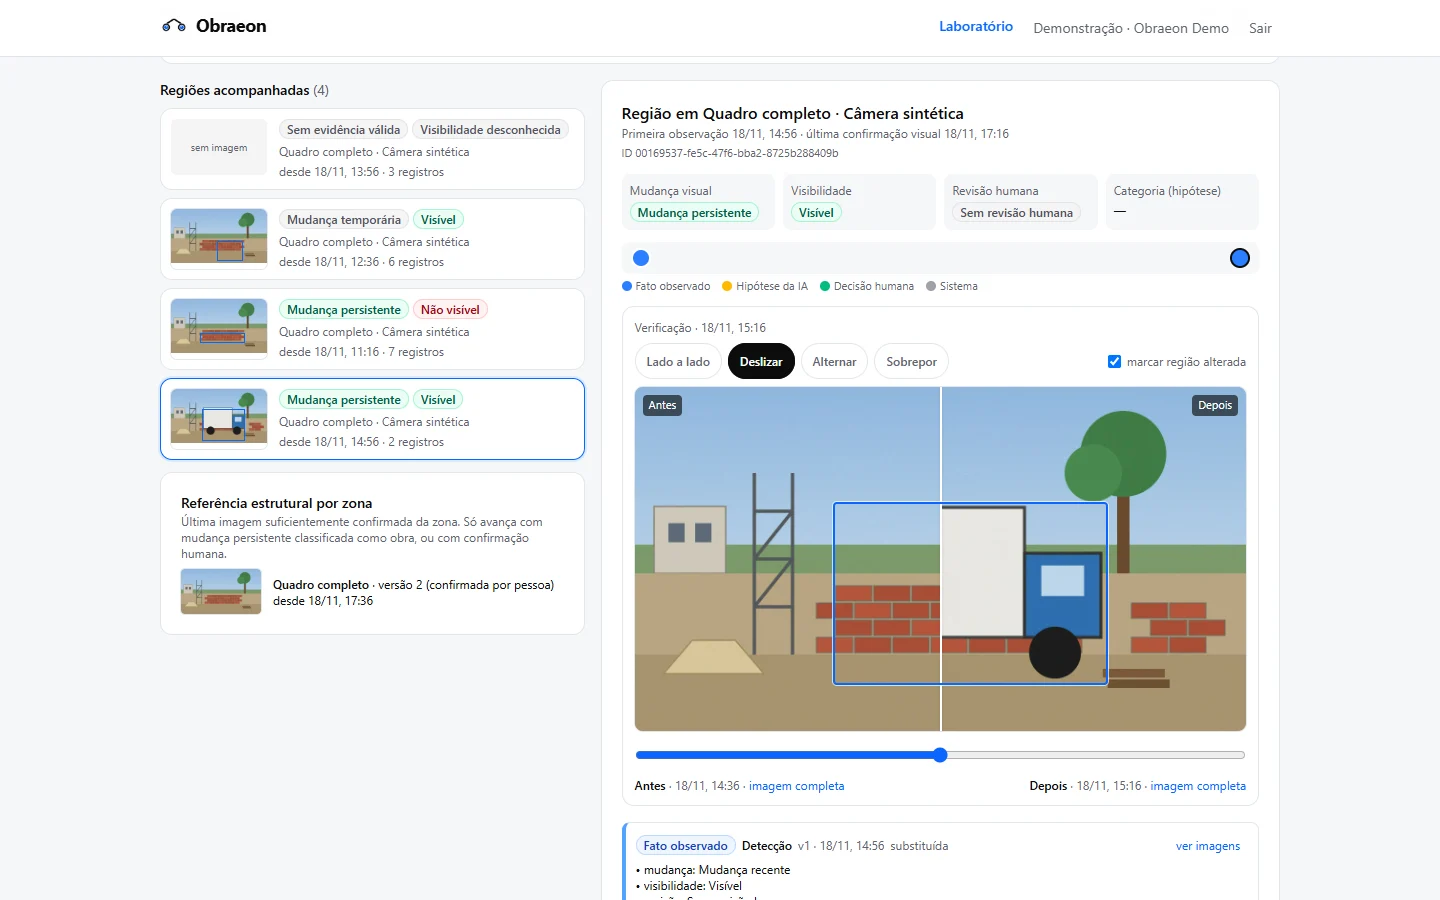 Obraeon
Laboratório
Demonstração · Obraeon Demo
Sair
Regiões acompanhadas (4)
sem imagem
Sem evidência válida
Visibilidade desconhecida
Quadro completo · Câmera sintética
desde 18/11, 13:56 · 3 registros
Mudança temporária
Visível
Quadro completo · Câmera sintética
desde 18/11, 12:36 · 6 registros
Mudança persistente
Não visível
Quadro completo · Câmera sintética
desde 18/11, 11:16 · 7 registros
Mudança persistente
Visível
Quadro completo · Câmera sintética
desde 18/11, 14:56 · 2 registros
Referência estrutural por zona
Última imagem suficientemente confirmada da zona. Só avança com
mudança persistente classificada como obra, ou com confirmação
humana.
Quadro completo · versão 2 (confirmada por pessoa)
desde 18/11, 17:36
Região em Quadro completo · Câmera sintética
Primeira observação 18/11, 14:56 · última confirmação visual 18/11, 17:16
ID 00169537-fe5c-47f6-bba2-8725b288409b
Mudança visual
Mudança persistente
Visibilidade
Visível
Revisão humana
Sem revisão humana
Categoria (hipótese)
—
Fato observado
Hipótese da IA
Decisão humana
Sistema
Verificação · 18/11, 15:16
Lado a lado
Deslizar
Alternar
Sobrepor
marcar região alterada
Antes
Depois
Antes · 18/11, 14:36 · imagem completa
Depois · 18/11, 15:16 · imagem completa
Fato observado Detecção v1 · 18/11, 14:56 substituída
ver imagens
• mudança: Mudança recente
• visibilidade: Visível